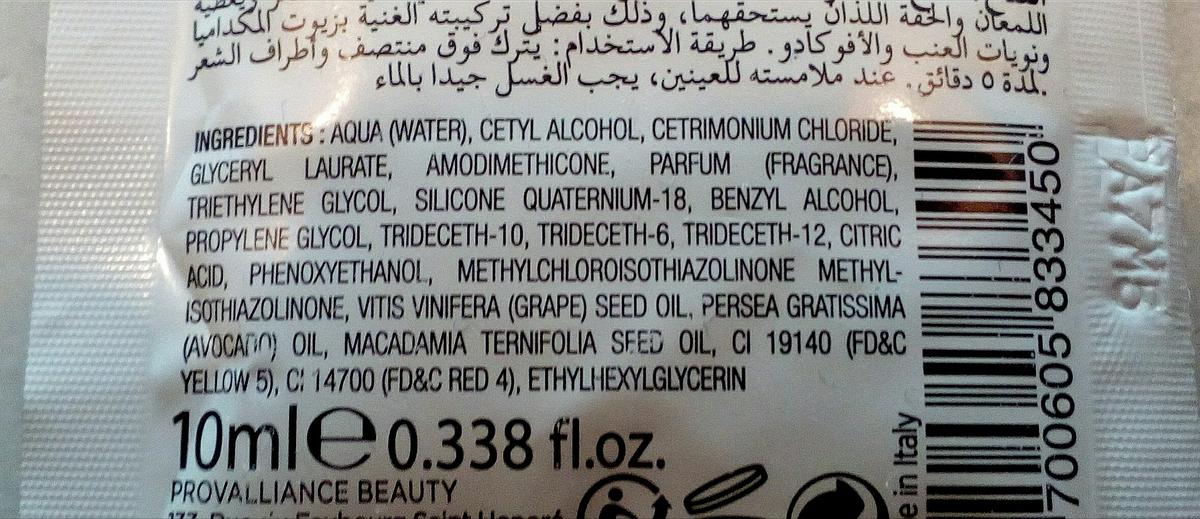 اللمعان والخفة اللذان يستحقهما، وذلك بفضل تركيبته الغنية بزيوت المكداميا
ونويات العنب والأفوكادو. طريقة الاستخدام: يترك فوق منتصف وأطراف الشعر
لمدة ٥ دقائق. عند ملامسته للعينين، يجب الغسل جيدا بالماء.
INGREDIENTS : AQUA (WATER), CETYL ALCOHOL, CETRIMONIUM CHLORIDE,
GLYCERYL LAURATE, AMODIMETHICONE, PARFUM (FRAGRANCE),
TRIETHYLENE GLYCOL, SILICONE QUATERNIUM-18, BENZYL ALCOHOL,
PROPYLENE GLYCOL, TRIDECETH-10, TRIDECETH-6, TRIDECETH-12, CITRIC
ACID, PHENOXYETHANOL, METHYLCHLOROISOTHIAZOLINONE METHYL-
ISOTHIAZOLINONE, VITIS VINIFERA (GRAPE) SEED OIL, PERSEA GRATISSIMA
(AVOCADO) OIL, MACADAMIA TERNIFOLIA SEED OIL, CI 19140 (FD&C
YELLOW 5), CI 14700 (FD&C RED 4), ETHYLHEXYLGLYCERIN
10ml e 0.338 fl.oz.
PROVALLIANCE BEAUTY
in Italy
700605 833450